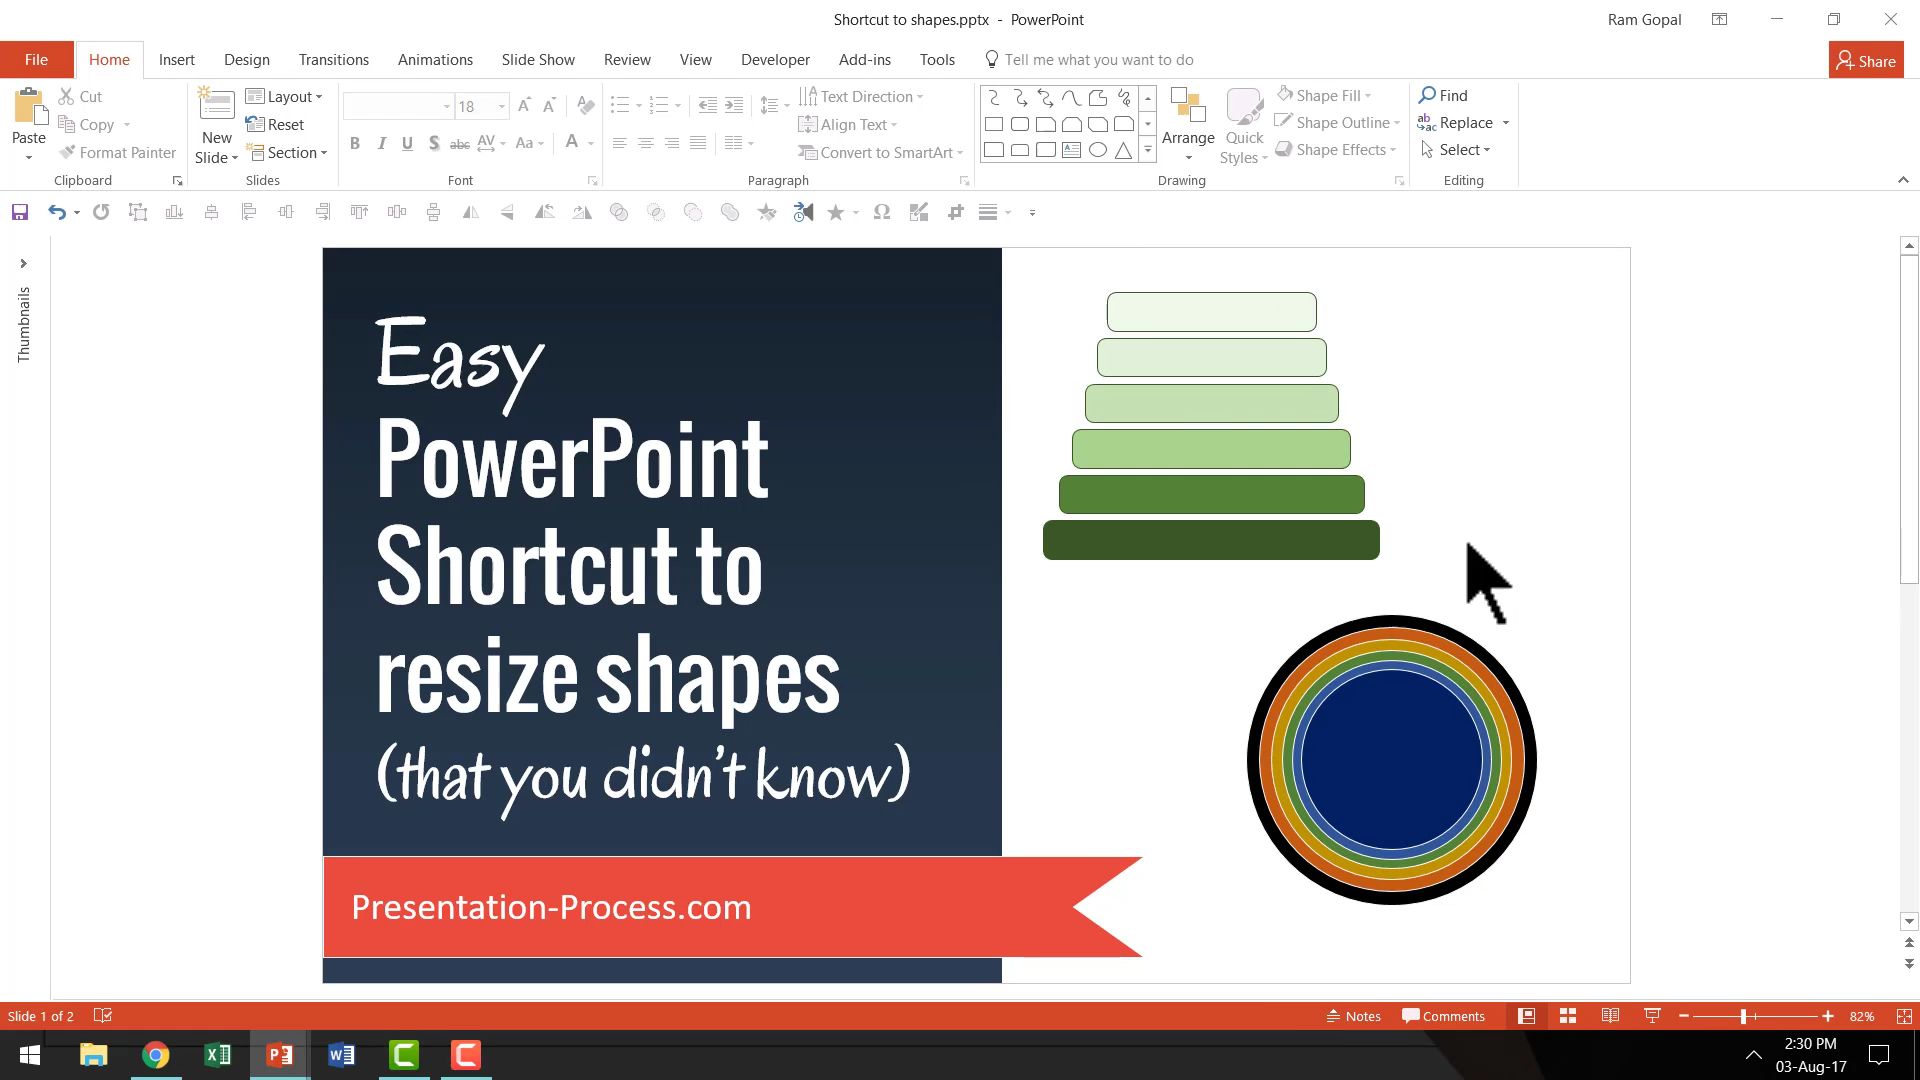 Shortcut to shapes.pptx - PowerPoint
Ram Gopal
File Home Insert Design Transitions Animations Slide Show Review View Developer Add-ins Tools Tell me what you want to do Share
Paste
Cut
Copy
Format Painter
Clipboard
New
Slide
Layout
Reset
Section
Slides
18
B I U S abc AV Aa A
Font
Text Direction
Align Text
Convert to SmartArt
Paragraph
Arrange
Quick
Styles
Shape Fill
Shape Outline
Shape Effects
Drawing
Find
Replace
Select
Editing
Thumbnails
Easy
PowerPoint
Shortcut to
resize shapes
(that you didn't know)
Presentation-Process.com
Slide 1 of 2
Notes
Comments
82%
2:30 PM
03-Aug-17